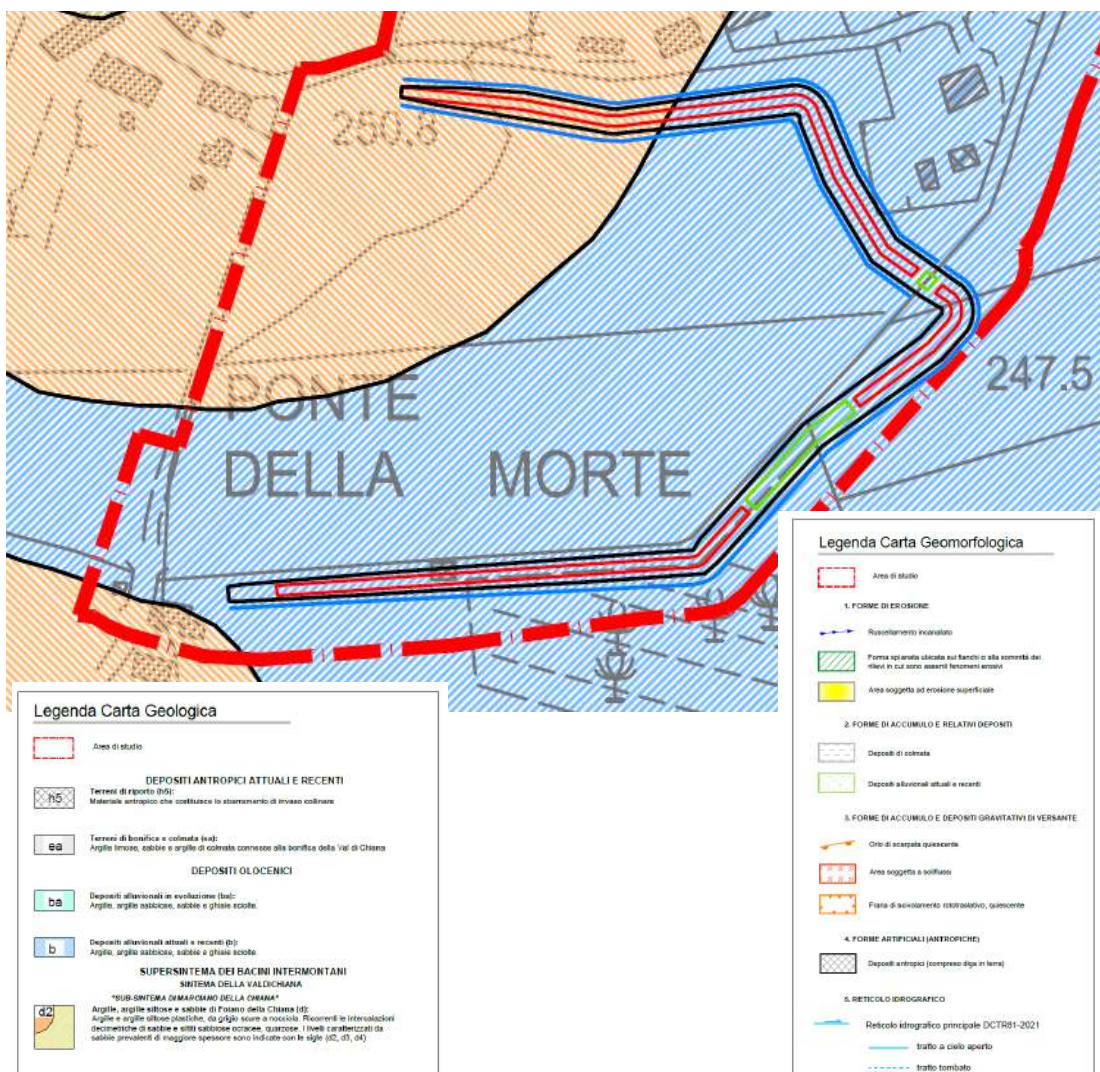 250.5
247.5
PONTE
DELLA MORTE
Legenda Carta Geologica
Area di studio
DEPOSITI ANTROPICI ATTUALI E RECENTI
h5
Terreni di riporto (h5):
Materiale antropico che costituisce lo sbarramento di invaso collinare
ea
Terreni di bonifica e colmata (ea):
Argille limose, sabbie e argille di colmata connesse alla bonifica della Val di Chiana
DEPOSITI OLOCENICI
ba
Depositi alluvionali in evoluzione (ba):
Argille, argille sabbiose, sabbie e ghiaie sciolte.
b
Depositi alluvionali attuali e recenti (b):
Argille, argille sabbiose, sabbie e ghiaie sciolte.
SUPERSINTEMA DEI BACINI INTERMONTANI
SINTEMA DELLA VALDICHIANA
"SUB-SINTEMA DI MARCIANO DELLA CHIANA"
d2
Argille, argille siltose e sabbie di Foiano della Chiana (d):
Argille e argille siltose plastiche, da grigio scure a nocciola. Ricorrenti le intercalazioni
decimetriche di sabbie e siltiti sabbiose ocracee, quarzose. I livelli caratterizzati da
sabbie prevalenti di maggiore spessore sono indicate con le sigle (d2, d3, d4)
Legenda Carta Geomorfologica
Area di studio
1. FORME DI EROSIONE
Ruscellamento incanalato
Forma spianata ubicata sui fianchi o alla sommità dei
rilievi in cui sono assenti fenomeni erosivi
Area soggetta ad erosione superficiale
2. FORME DI ACCUMULO E RELATIVI DEPOSITI
Depositi di colmata
Depositi alluvionali attuali e recenti
3. FORME DI ACCUMULO E DEPOSITI GRAVITATIVI DI VERSANTE
Orlo di scarpata quiescente
Area soggetta a soliflussi
Frana di scivolamento rototraslativo, quiescente
4. FORME ARTIFICIALI (ANTROPICHE)
Depositi antropici (compreso diga in terra)
5. RETICOLO IDROGRAFICO
Reticolo idrografico principale DCTR81-2021
tratto a cielo aperto
tratto tombato